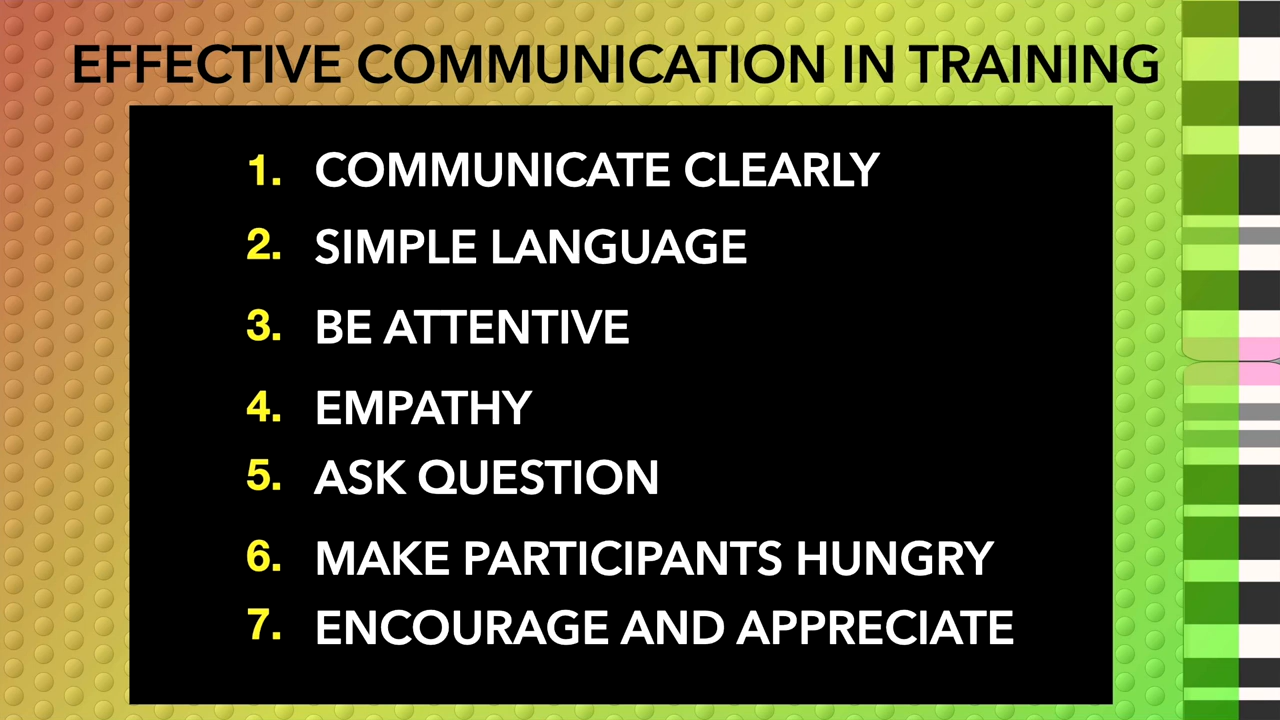 EFFECTIVE COMMUNICATION IN TRAINING
1. COMMUNICATE CLEARLY
2. SIMPLE LANGUAGE
3. BE ATTENTIVE
4. EMPATHY
5. ASK QUESTION
6. MAKE PARTICIPANTS HUNGRY
7. ENCOURAGE AND APPRECIATE